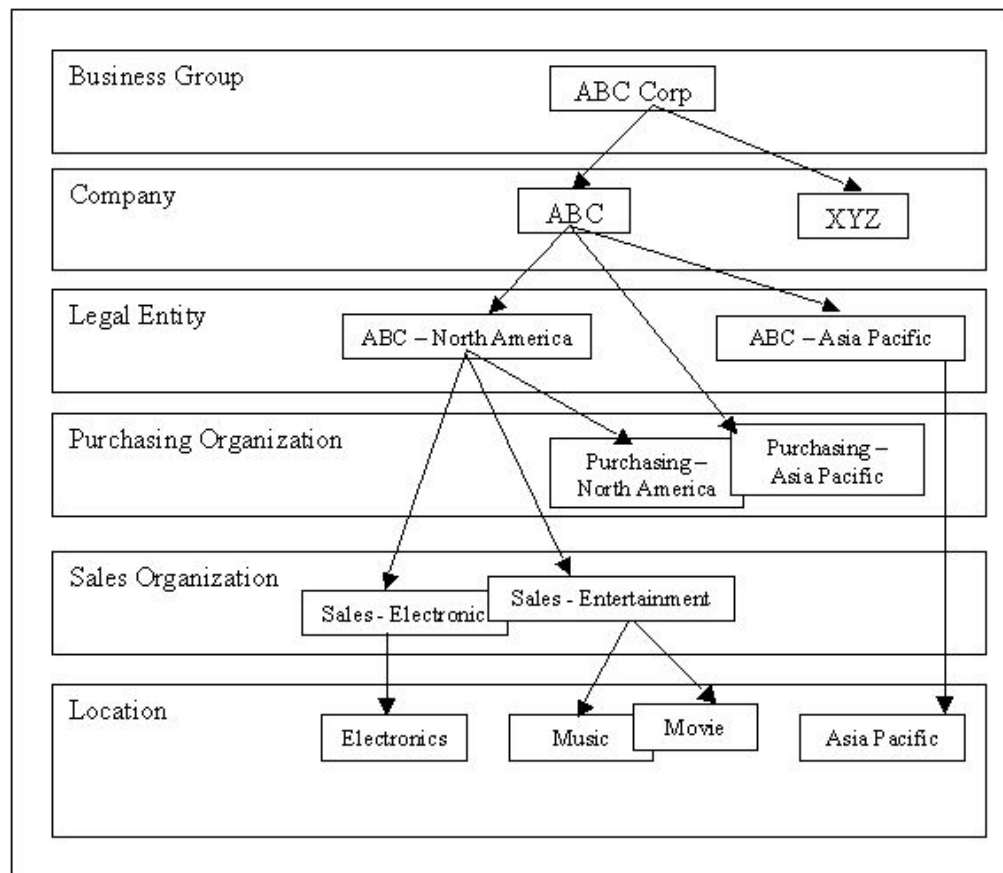 Business Group
ABC Corp
Company
ABC
XYZ
Legal Entity
ABC – North America
ABC – Asia Pacific
Purchasing Organization
Purchasing –
North America
Purchasing –
Asia Pacific
Sales Organization
Sales - Electronic
Sales - Entertainment
Location
Electronics
Music
Movie
Asia Pacific